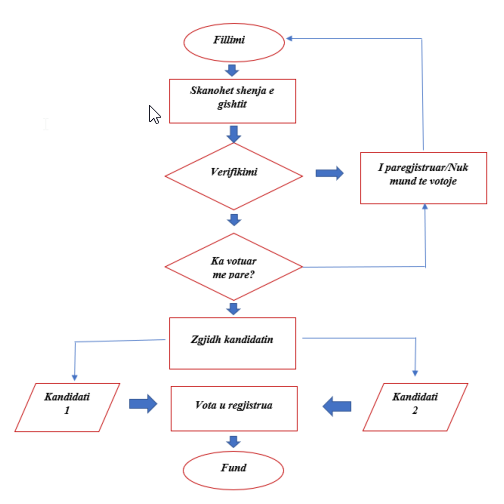 Fillimi
Skanohet shenja e
gishtit
Verifikimi
I paregjistruar/Nuk
mund te votoje
Ka votuar
me pare?
Zgjidh kandidatin
Kandidati
1
Vota u regjistrua
Kandidati
2
Fund